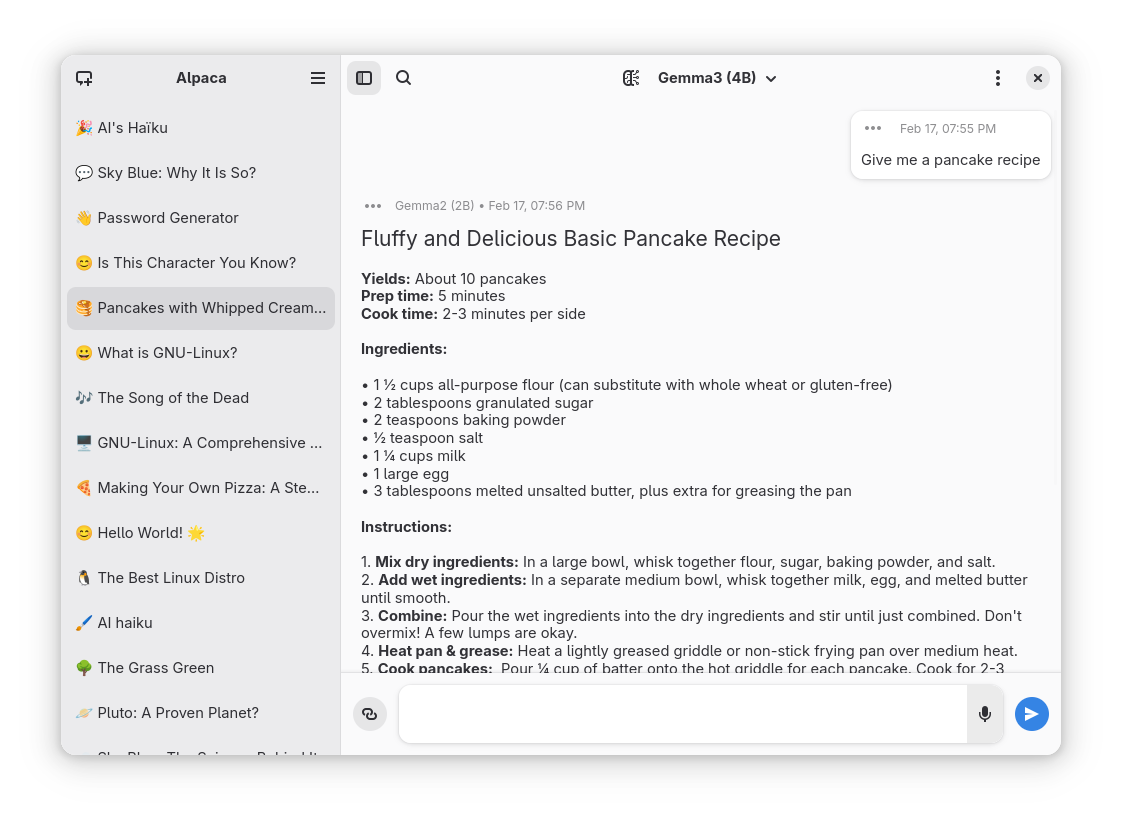 Alpaca
🎉 AI's Haïku
💬 Sky Blue: Why It Is So?
👋 Password Generator
😊 Is This Character You Know?
🥞 Pancakes with Whipped Cream...
😀 What is GNU-Linux?
🎶 The Song of the Dead
🖥️ GNU-Linux: A Comprehensive ...
🍕 Making Your Own Pizza: A Ste...
😊 Hello World! 🌟
🐧 The Best Linux Distro
🖌️ AI haiku
🌳 The Grass Green
🪐 Pluto: A Proven Planet?
Gemma3 (4B)
Feb 17, 07:55 PM
Give me a pancake recipe
Gemma2 (2B) • Feb 17, 07:56 PM
Fluffy and Delicious Basic Pancake Recipe
Yields: About 10 pancakes
Prep time: 5 minutes
Cook time: 2-3 minutes per side
Ingredients:
• 1 ½ cups all-purpose flour (can substitute with whole wheat or gluten-free)
• 2 tablespoons granulated sugar
• 2 teaspoons baking powder
• ½ teaspoon salt
• 1 ¼ cups milk
• 1 large egg
• 3 tablespoons melted unsalted butter, plus extra for greasing the pan
Instructions:
1. Mix dry ingredients: In a large bowl, whisk together flour, sugar, baking powder, and salt.
2. Add wet ingredients: In a separate medium bowl, whisk together milk, egg, and melted butter
until smooth.
3. Combine: Pour the wet ingredients into the dry ingredients and stir until just combined. Don't
overmix! A few lumps are okay.
4. Heat pan & grease: Heat a lightly greased griddle or non-stick frying pan over medium heat.
5. Cook pancakes: Pour ¼ cup of batter onto the hot griddle for each pancake. Cook for 2-3